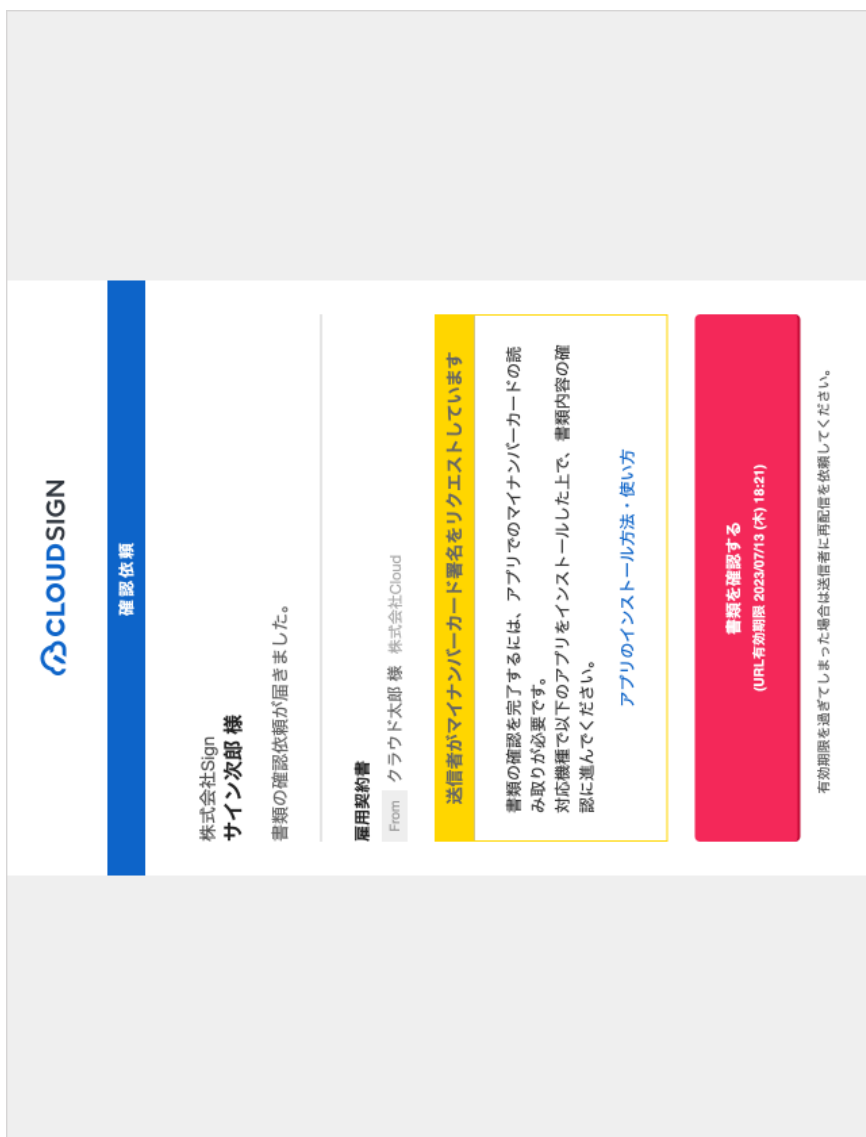 CLOUDSIGN
確認依頼
株式会社Sign
サイン次郎 様
書類の確認依頼が届きました。
雇用契約書
From クラウド太郎 様 株式会社Cloud
送信者がマイナンバーカード署名をリクエストしています
書類の確認を完了するには、アプリでのマイナンバーカードの読
み取りが必要です。
対応機種で以下のアプリをインストールした上で、書類内容の確
認に進んでください。
アプリのインストール方法・使い方
書類を確認する
(URL有効期限 2023/07/13 (木) 18:21)
有効期限を過ぎてしまった場合は送信者に再配信を依頼してください。